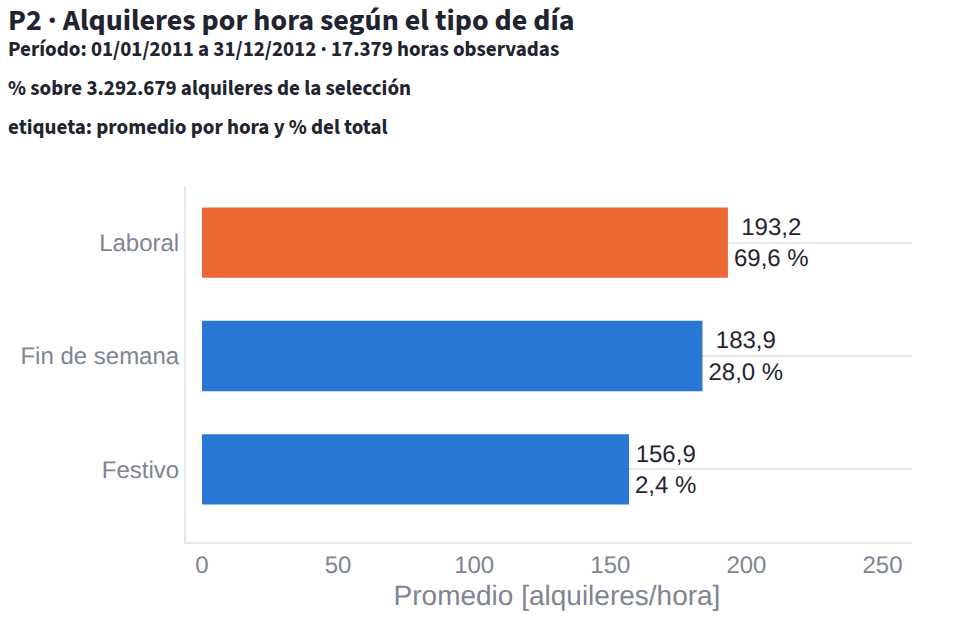 P2 · Alquileres por hora según el tipo de día
Período: 01/01/2011 a 31/12/2012 · 17.379 horas observadas
% sobre 3.292.679 alquileres de la selección
etiqueta: promedio por hora y % del total
Laboral
193,2
69,6 %
Fin de semana
183,9
28,0 %
Festivo
156,9
2,4 %
0 50 100 150 200 250
Promedio [alquileres/hora]